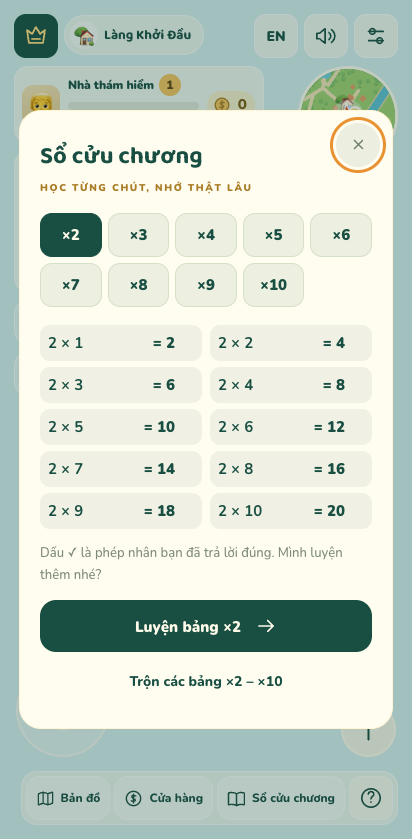 Làng Khởi Đầu
EN
Nhà thám hiểm 1
0
Sổ cửu chương
HỌC TỪNG CHÚT, NHỚ THẬT LÂU
×2 ×3 ×4 ×5 ×6
×7 ×8 ×9 ×10
2 × 1 = 2 2 × 2 = 4
2 × 3 = 6 2 × 4 = 8
2 × 5 = 10 2 × 6 = 12
2 × 7 = 14 2 × 8 = 16
2 × 9 = 18 2 × 10 = 20
Dấu ✓ là phép nhân bạn đã trả lời đúng. Mình luyện
thêm nhé?
Luyện bảng ×2 →
Trộn các bảng ×2 – ×10
Bản đồ Cửa hàng Sổ cửu chương